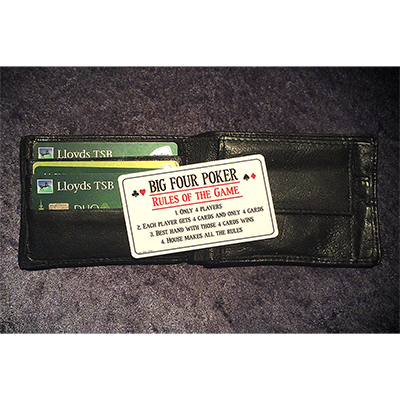 Lloyds TSB
Lloyds TSB
DUO
BIG FOUR POKER
RULES OF THE GAME
1. ONLY 4 PLAYERS
2. EACH PLAYER GETS 4 CARDS AND ONLY 4 CARDS
3. BEST HAND WITH THOSE 4 CARDS WINS
4. HOUSE MAKES ALL THE RULES